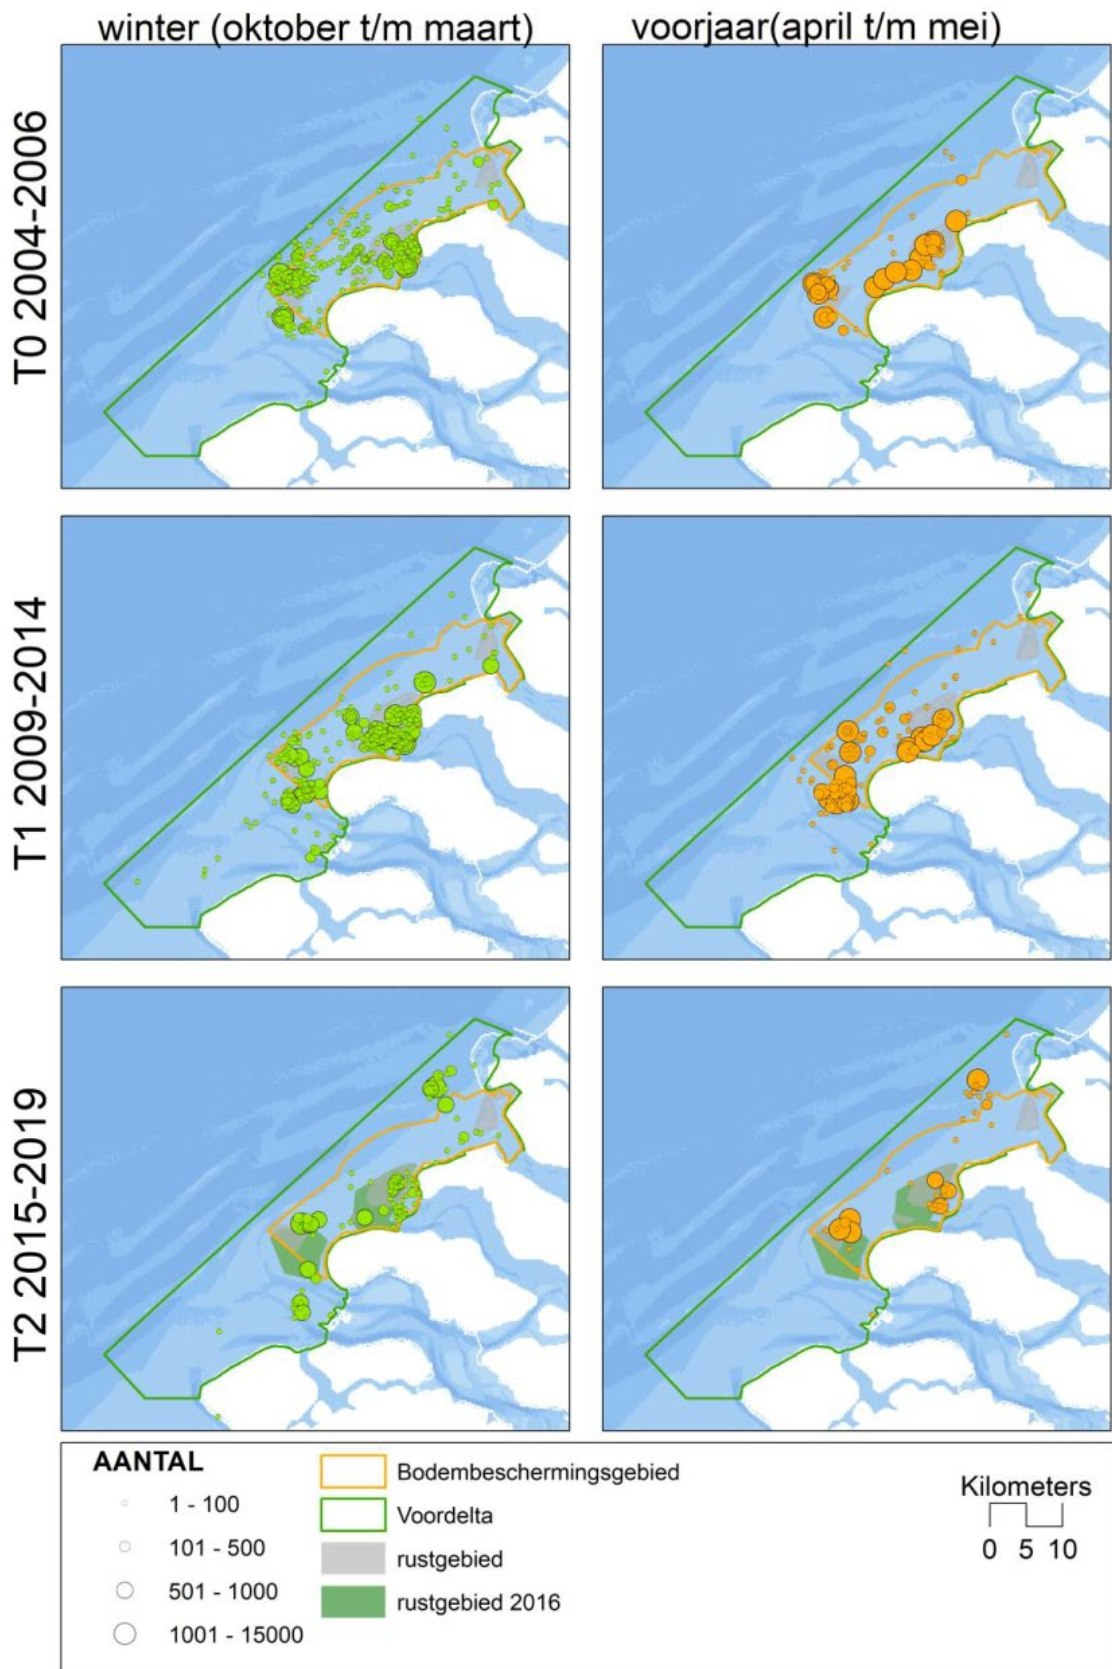 winter (oktober t/m maart)
voorjaar(april t/m mei)
T0 2004-2006
T1 2009-2014
T2 2015-2019
AANTAL
1 - 100
101 - 500
501 - 1000
1001 - 15000
Bodembeschermingsgebied
Voordelta
rustgebied
rustgebied 2016
Kilometers
0 5 10